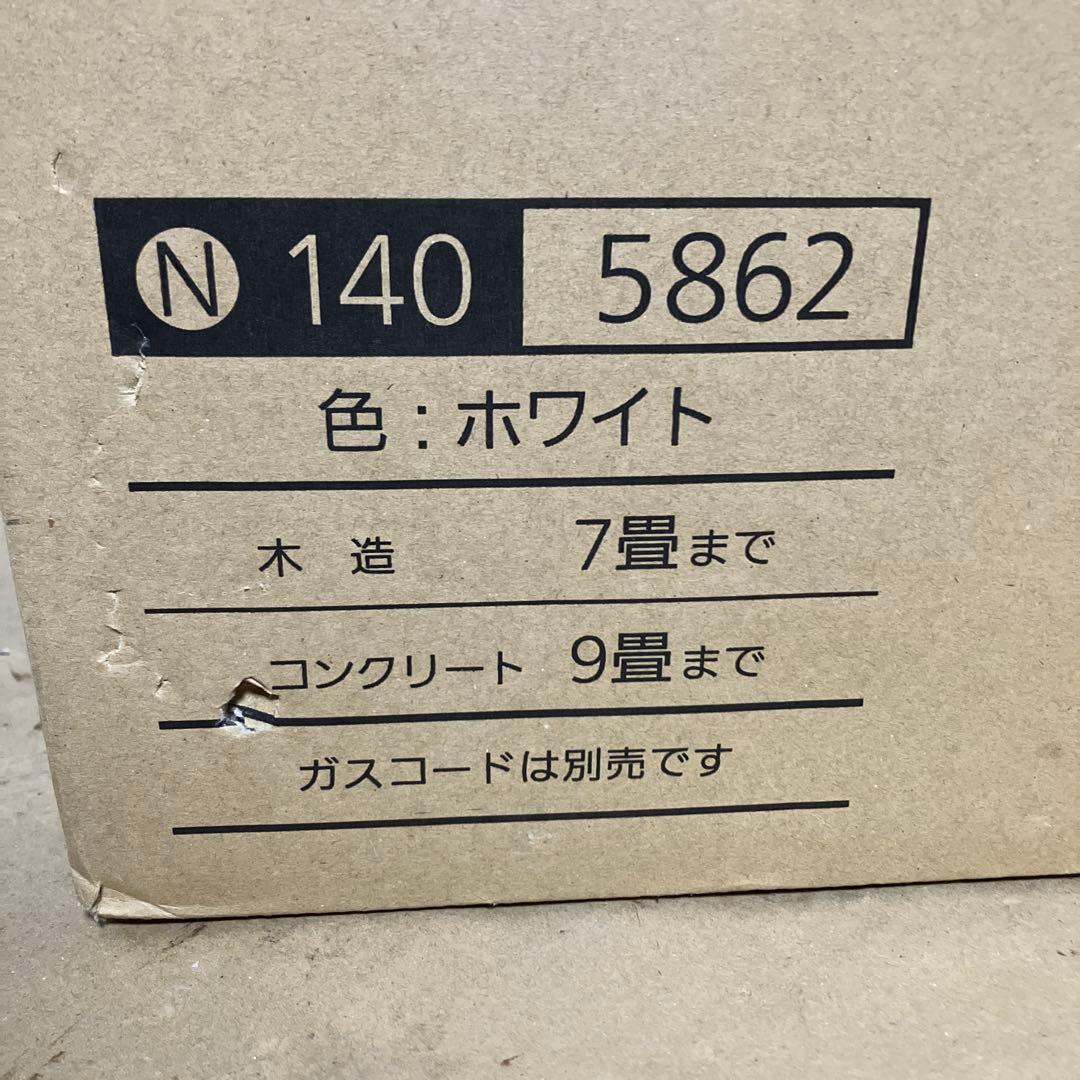 Ⓝ 140 5862
色：ホワイト
木 造 7畳まで
コンクリート 9畳まで
ガスコードは別売です